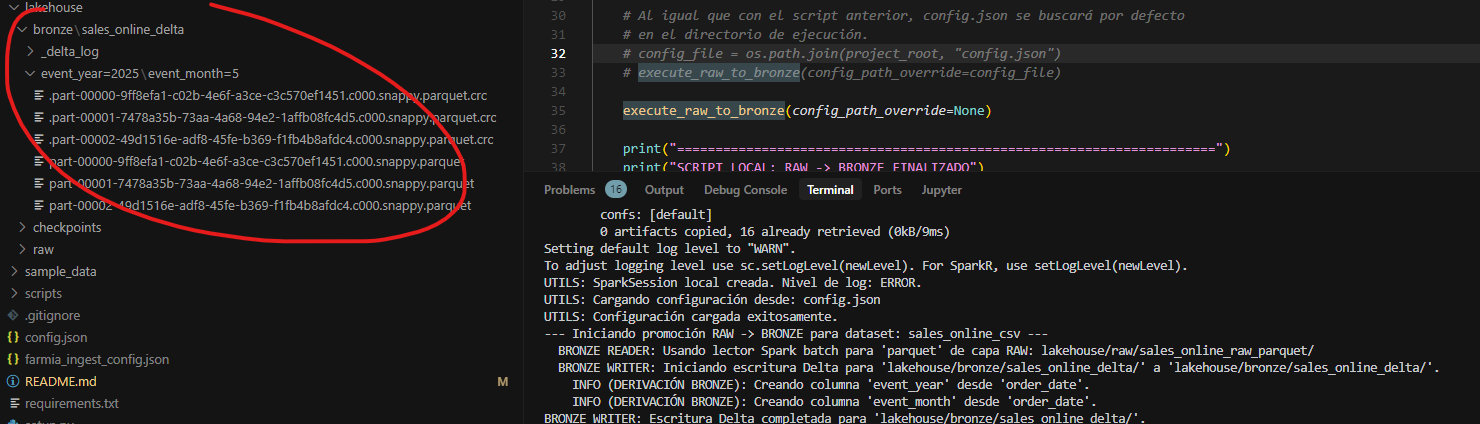 lakehouse
bronze\sales_online_delta
_delta_log
event_year=2025\event_month=5
.part-00000-9ff8efa1-c02b-4e6f-a3ce-c3c570ef1451.c000.snappy.parquet.crc
.part-00001-7478a35b-73aa-4a68-94e2-1affb08fc4d5.c000.snappy.parquet.crc
.part-00002-49d1516e-adf8-45fe-b369-f1fb4b8afdc4.c000.snappy.parquet.crc
part-00000-9ff8efa1-c02b-4e6f-a3ce-c3c570ef1451.c000.snappy.parquet
part-00001-7478a35b-73aa-4a68-94e2-1affb08fc4d5.c000.snappy.parquet
part-00002-49d1516e-adf8-45fe-b369-f1fb4b8afdc4.c000.snappy.parquet
checkpoints
raw
sample_data
scripts
.gitignore
config.json
farmia_ingest_config.json
README.md M
requirements.txt
30 # Al igual que con el script anterior, config.json se buscará por defecto
31 # en el directorio de ejecución.
32 # config_file = os.path.join(project_root, "config.json")
33 # execute_raw_to_bronze(config_path_override=config_file)
34
35 execute_raw_to_bronze(config_path_override=None)
36
37 print("======================================================================")
38 print("SCRIPT LOCAL: RAW -> BRONZE FINALIZADO")
Problems 16 Output Debug Console Terminal Ports Jupyter
confs: [default]
0 artifacts copied, 16 already retrieved (0kB/9ms)
Setting default log level to "WARN".
To adjust logging level use sc.setLogLevel(newLevel). For SparkR, use setLogLevel(newLevel).
UTILS: SparkSession local creada. Nivel de log: ERROR.
UTILS: Cargando configuración desde: config.json
UTILS: Configuración cargada exitosamente.
--- Iniciando promoción RAW -> BRONZE para dataset: sales_online_csv ---
BRONZE READER: Usando lector Spark batch para 'parquet' de capa RAW: lakehouse/raw/sales_online_raw_parquet/
BRONZE WRITER: Iniciando escritura Delta para 'lakehouse/bronze/sales_online_delta/' a 'lakehouse/bronze/sales_online_delta/'.
INFO (DERIVACIÓN BRONZE): Creando columna 'event_year' desde 'order_date'.
INFO (DERIVACIÓN BRONZE): Creando columna 'event_month' desde 'order_date'.
BRONZE WRITER: Escritura Delta completada para 'lakehouse/bronze/sales_online_delta/'.